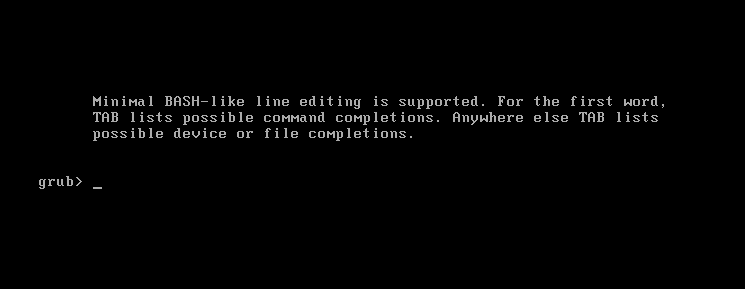 Minimal BASH-like line editing is supported. For the first word,
TAB lists possible command completions. Anywhere else TAB lists
possible device or file completions.
grub> _